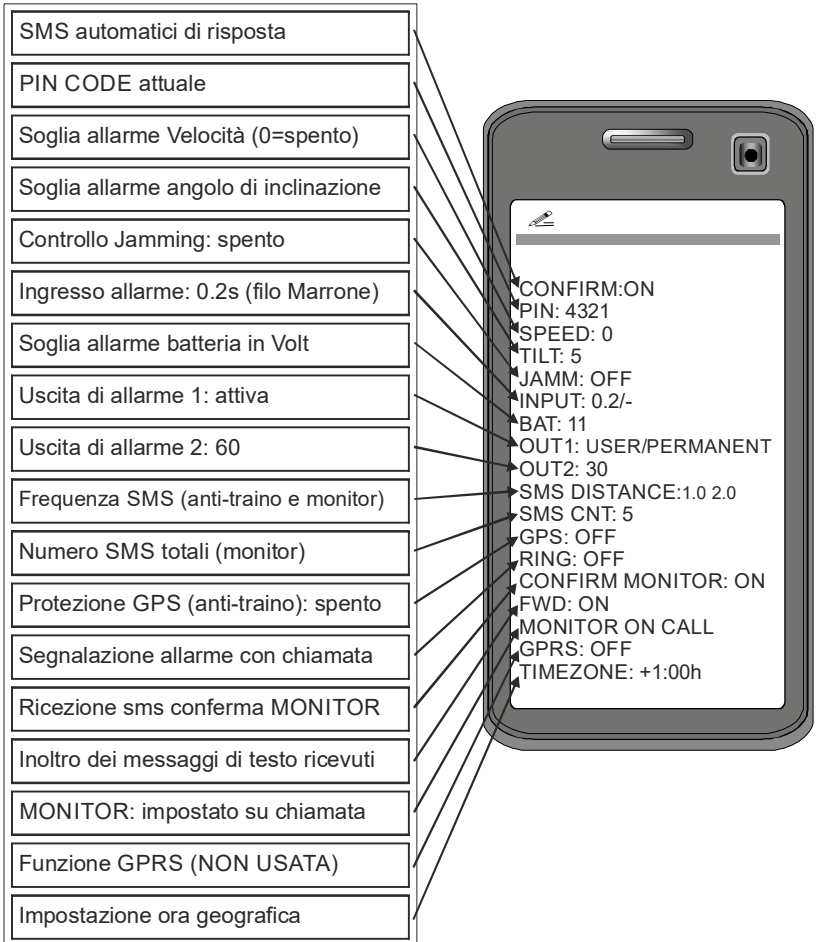 SMS automatici di risposta
PIN CODE attuale
Soglia allarme Velocità (0=spento)
Soglia allarme angolo di inclinazione
Controllo Jamming: spento
Ingresso allarme: 0.2s (filo Marrone)
Soglia allarme batteria in Volt
Uscita di allarme 1: attiva
Uscita di allarme 2: 60
Frequenza SMS (anti-traino e monitor)
Numero SMS totali (monitor)
Protezione GPS (anti-traino): spento
Segnalazione allarme con chiamata
Ricezione sms conferma MONITOR
Inoltro dei messaggi di testo ricevuti
MONITOR: impostato su chiamata
Funzione GPRS (NON USATA)
Impostazione ora geografica
CONFIRM:ON
PIN: 4321
SPEED: 0
TILT: 5
JAMM: OFF
INPUT: 0.2/-
BAT: 11
OUT1: USER/PERMANENT
OUT2: 30
SMS DISTANCE:1.0 2.0
SMS CNT: 5
GPS: OFF
RING: OFF
CONFIRM MONITOR: ON
FWD: ON
MONITOR ON CALL
GPRS: OFF
TIMEZONE: +1:00h